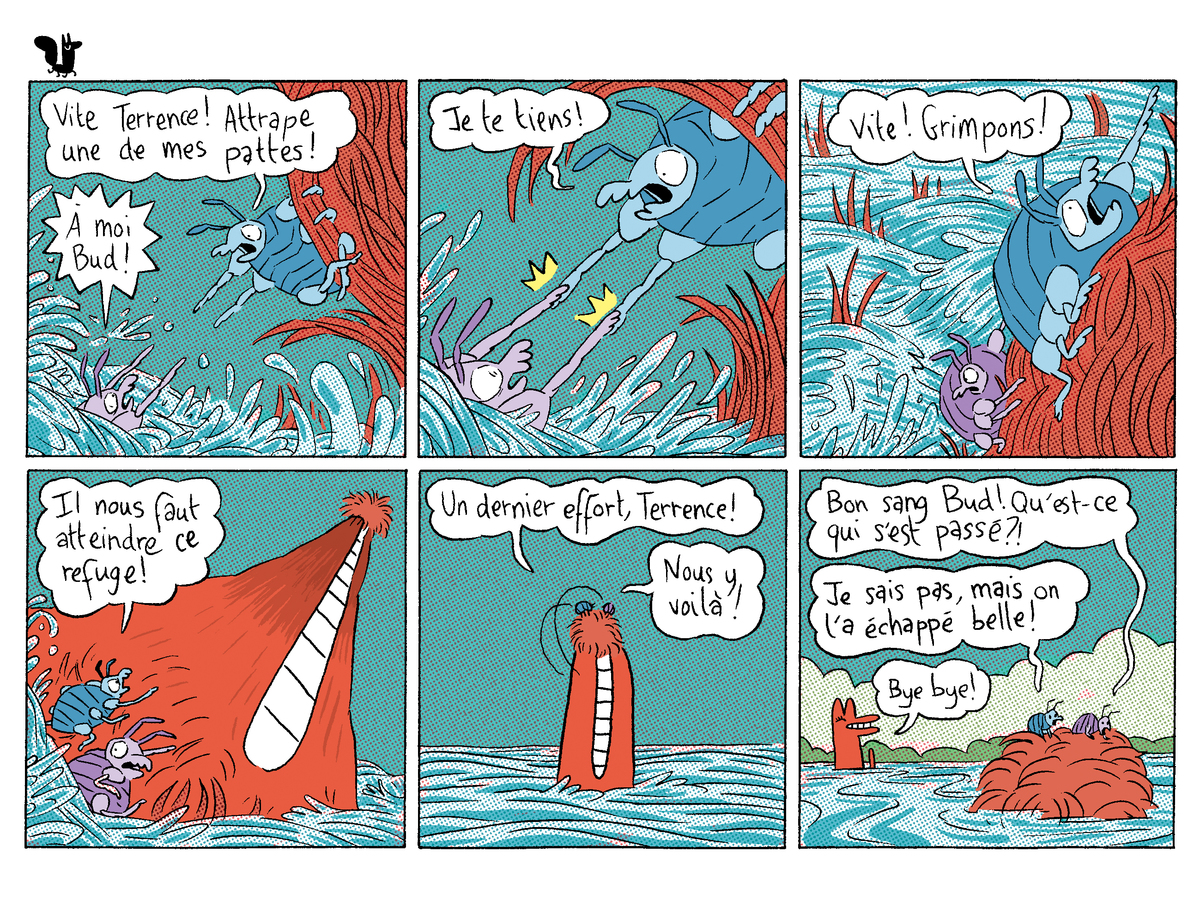 Vite Terrence! Attrape
une de mes pattes!
À moi
Bud!
Je te tiens!
Vite! Grimpons!
Il nous faut
atteindre ce
refuge!
Un dernier effort, Terrence!
Nous y
voilà!
Bon sang Bud! Qu'est-ce
qui s'est passé?!
Je sais pas, mais on
l'a échappé belle!
Bye bye!